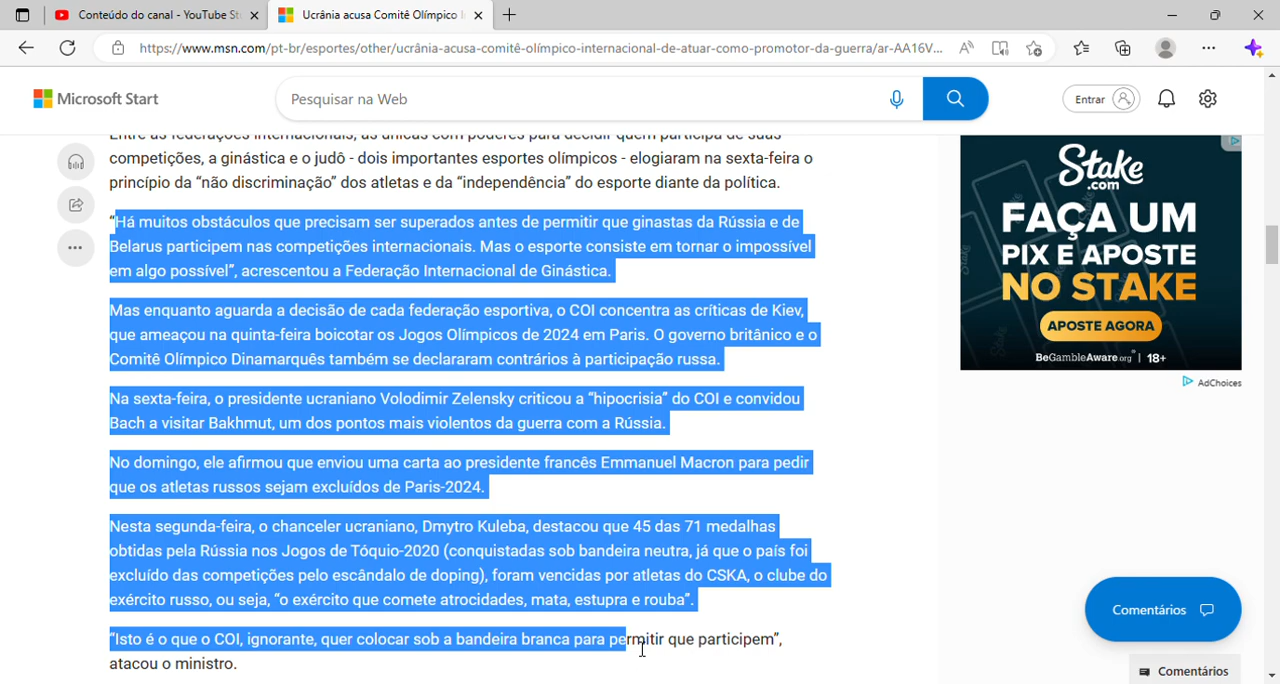 Conteúdo do canal - YouTube St
Ucrânia acusa Comitê Olímpico I
https://www.msn.com/pt-br/esportes/other/ucrânia-acusa-comitê-olímpico-internacional-de-atuar-como-promotor-da-guerra/ar-AA16V...
Microsoft Start
Pesquisar na Web
Entrar
Entre as federações internacionais, as únicas com poderes para decidir quem participa de suas
competições, a ginástica e o judô - dois importantes esportes olímpicos - elogiaram na sexta-feira o
princípio da “não discriminação” dos atletas e da “independência” do esporte diante da política.
“Há muitos obstáculos que precisam ser superados antes de permitir que ginastas da Rússia e de
Belarus participem nas competições internacionais. Mas o esporte consiste em tornar o impossível
em algo possível”, acrescentou a Federação Internacional de Ginástica.
Mas enquanto aguarda a decisão de cada federação esportiva, o COI concentra as críticas de Kiev,
que ameaçou na quinta-feira boicotar os Jogos Olímpicos de 2024 em Paris. O governo britânico e o
Comitê Olímpico Dinamarquês também se declararam contrários à participação russa.
Na sexta-feira, o presidente ucraniano Volodimir Zelensky criticou a “hipocrisia” do COI e convidou
Bach a visitar Bakhmut, um dos pontos mais violentos da guerra com a Rússia.
No domingo, ele afirmou que enviou uma carta ao presidente francês Emmanuel Macron para pedir
que os atletas russos sejam excluídos de Paris-2024.
Nesta segunda-feira, o chanceler ucraniano, Dmytro Kuleba, destacou que 45 das 71 medalhas
obtidas pela Rússia nos Jogos de Tóquio-2020 (conquistadas sob bandeira neutra, já que o país foi
excluído das competições pelo escândalo de doping), foram vencidas por atletas do CSKA, o clube do
exército russo, ou seja, “o exército que comete atrocidades, mata, estupra e rouba”.
“Isto é o que o COI, ignorante, quer colocar sob a bandeira branca para permitir que participem”,
atacou o ministro.
Stake
.com
FAÇA UM
PIX E APOSTE
NO STAKE
APOSTE AGORA
BeGambleAware.org | 18+
AdChoices
Comentários
Comentários